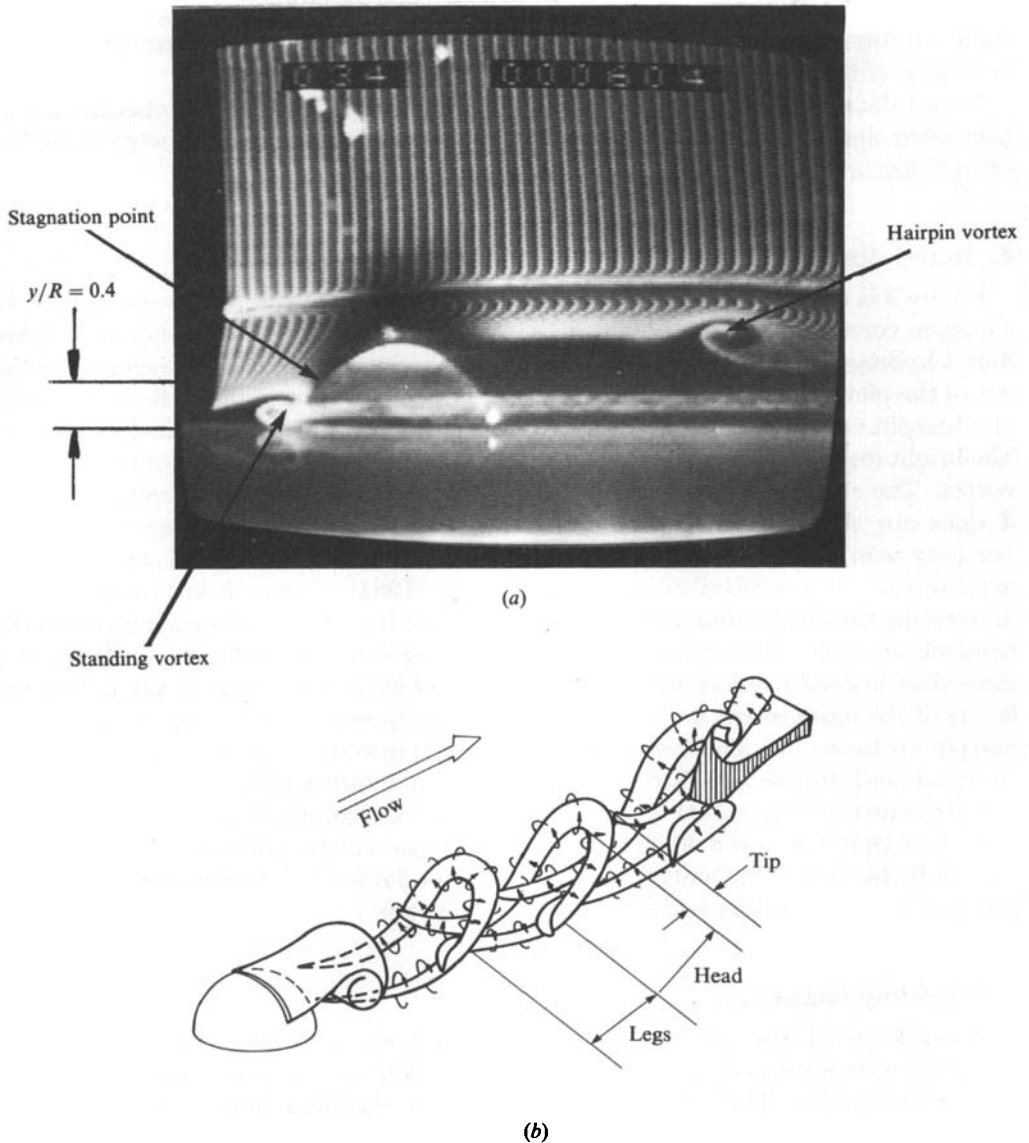 034 000604
Stagnation point
Hairpin vortex
y/R = 0.4
(a)
Standing vortex
Flow
Tip
Head
Legs
(b)